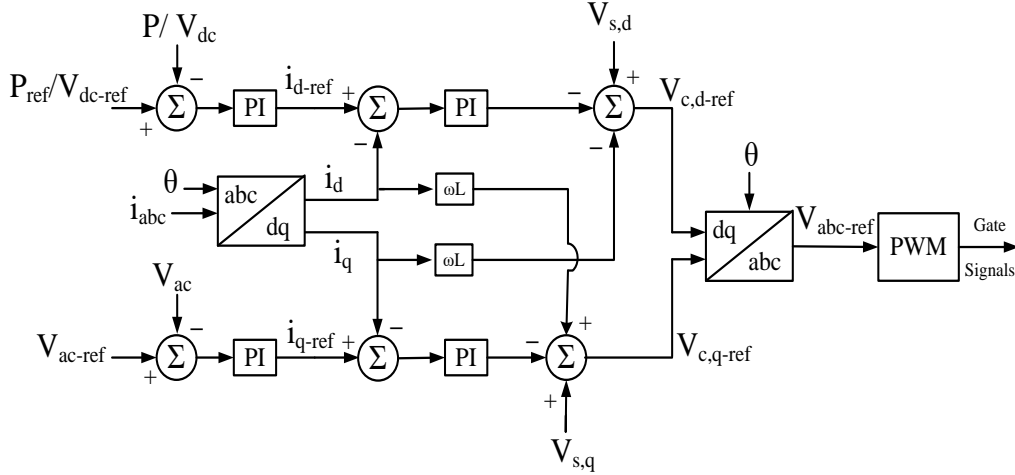 P/ V_dc
V_s,d
P_ref/V_dc-ref
−
+
Σ
PI
i_d-ref
+
Σ
−
PI
−
+
Σ
−
V_c,d-ref
θ
i_abc
abc
dq
i_d
ωL
i_q
ωL
θ
dq
abc
V_abc-ref
PWM
Gate
Signals
V_ac
V_ac-ref
−
+
Σ
PI
i_q-ref
−
+
Σ
PI
−
+
+
Σ
V_c,q-ref
V_s,q